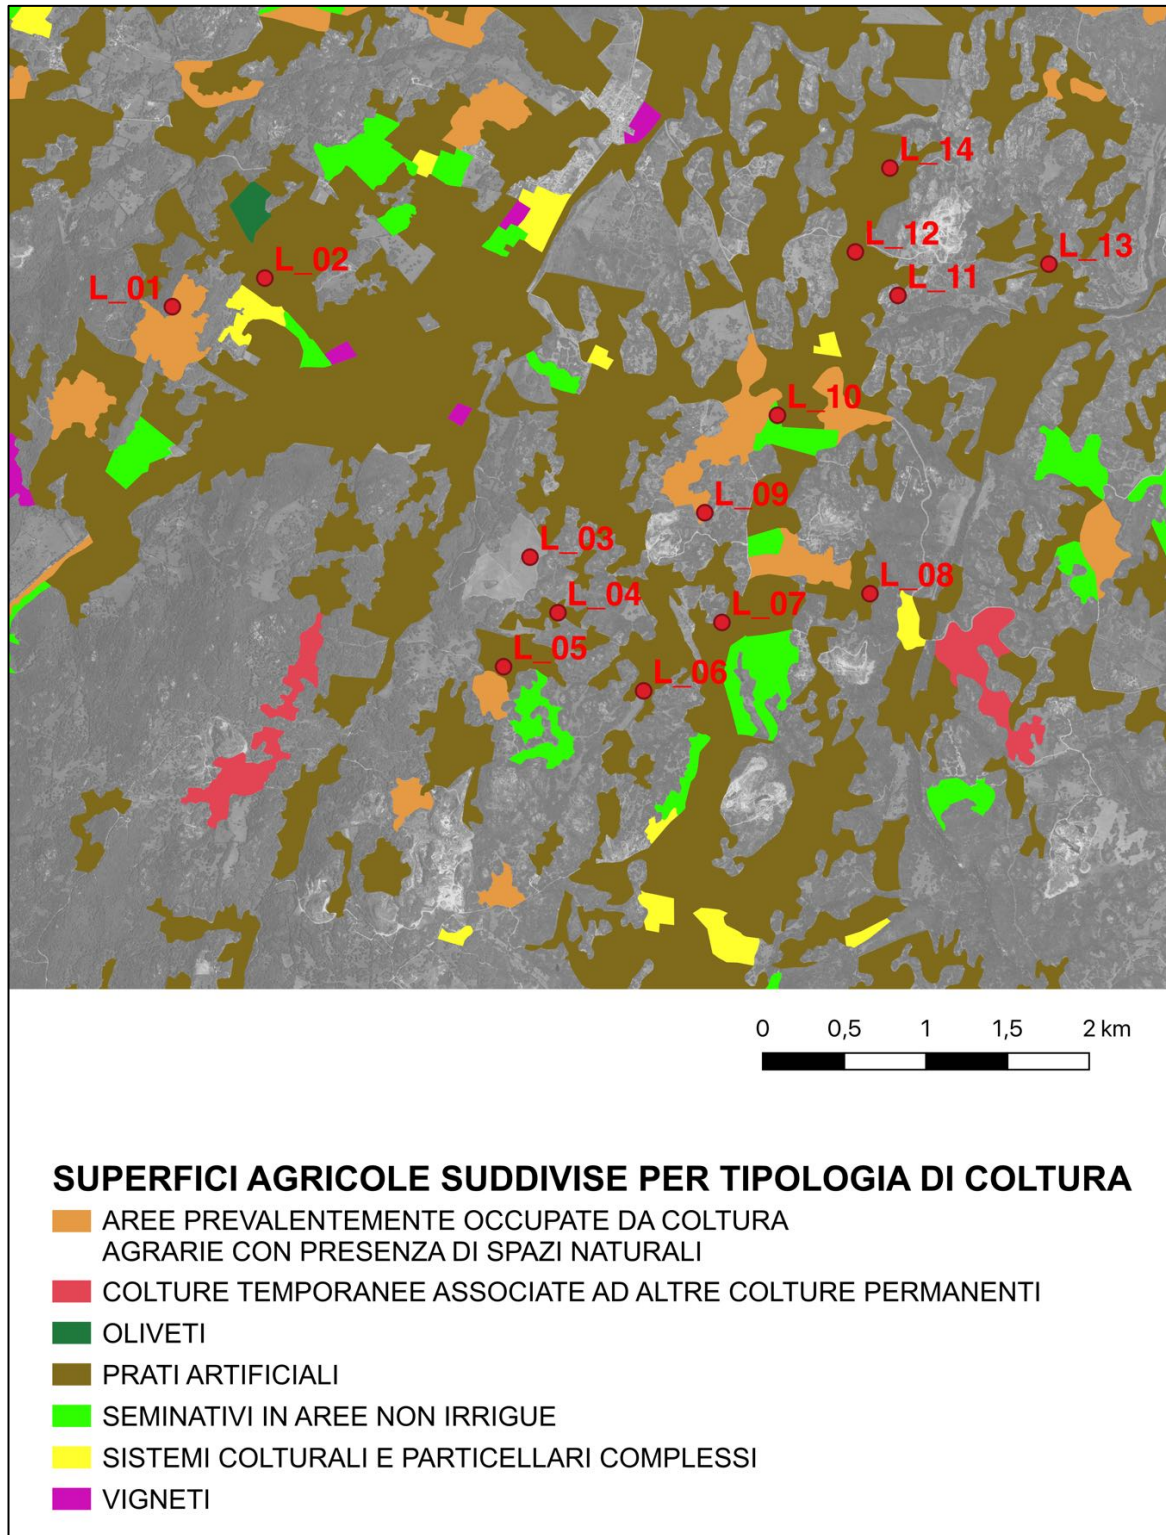 L_14
L_12
L_13
L_02
L_11
L_01
L_10
L_09
L_03
L_08
L_04
L_07
L_05
L_06
0 0,5 1 1,5 2 km
SUPERFICI AGRICOLE SUDDIVISE PER TIPOLOGIA DI COLTURA
AREE PREVALENTEMENTE OCCUPATE DA COLTURA
AGRARIE CON PRESENZA DI SPAZI NATURALI
COLTURE TEMPORANEE ASSOCIATE AD ALTRE COLTURE PERMANENTI
OLIVETI
PRATI ARTIFICIALI
SEMINATIVI IN AREE NON IRRIGUE
SISTEMI COLTURALI E PARTICELLARI COMPLESSI
VIGNETI